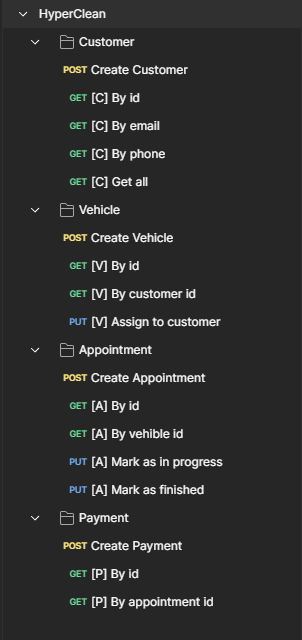 HyperClean
Customer
POST Create Customer
GET [C] By id
GET [C] By email
GET [C] By phone
GET [C] Get all
Vehicle
POST Create Vehicle
GET [V] By id
GET [V] By customer id
PUT [V] Assign to customer
Appointment
POST Create Appointment
GET [A] By id
GET [A] By vehible id
PUT [A] Mark as in progress
PUT [A] Mark as finished
Payment
POST Create Payment
GET [P] By id
GET [P] By appointment id